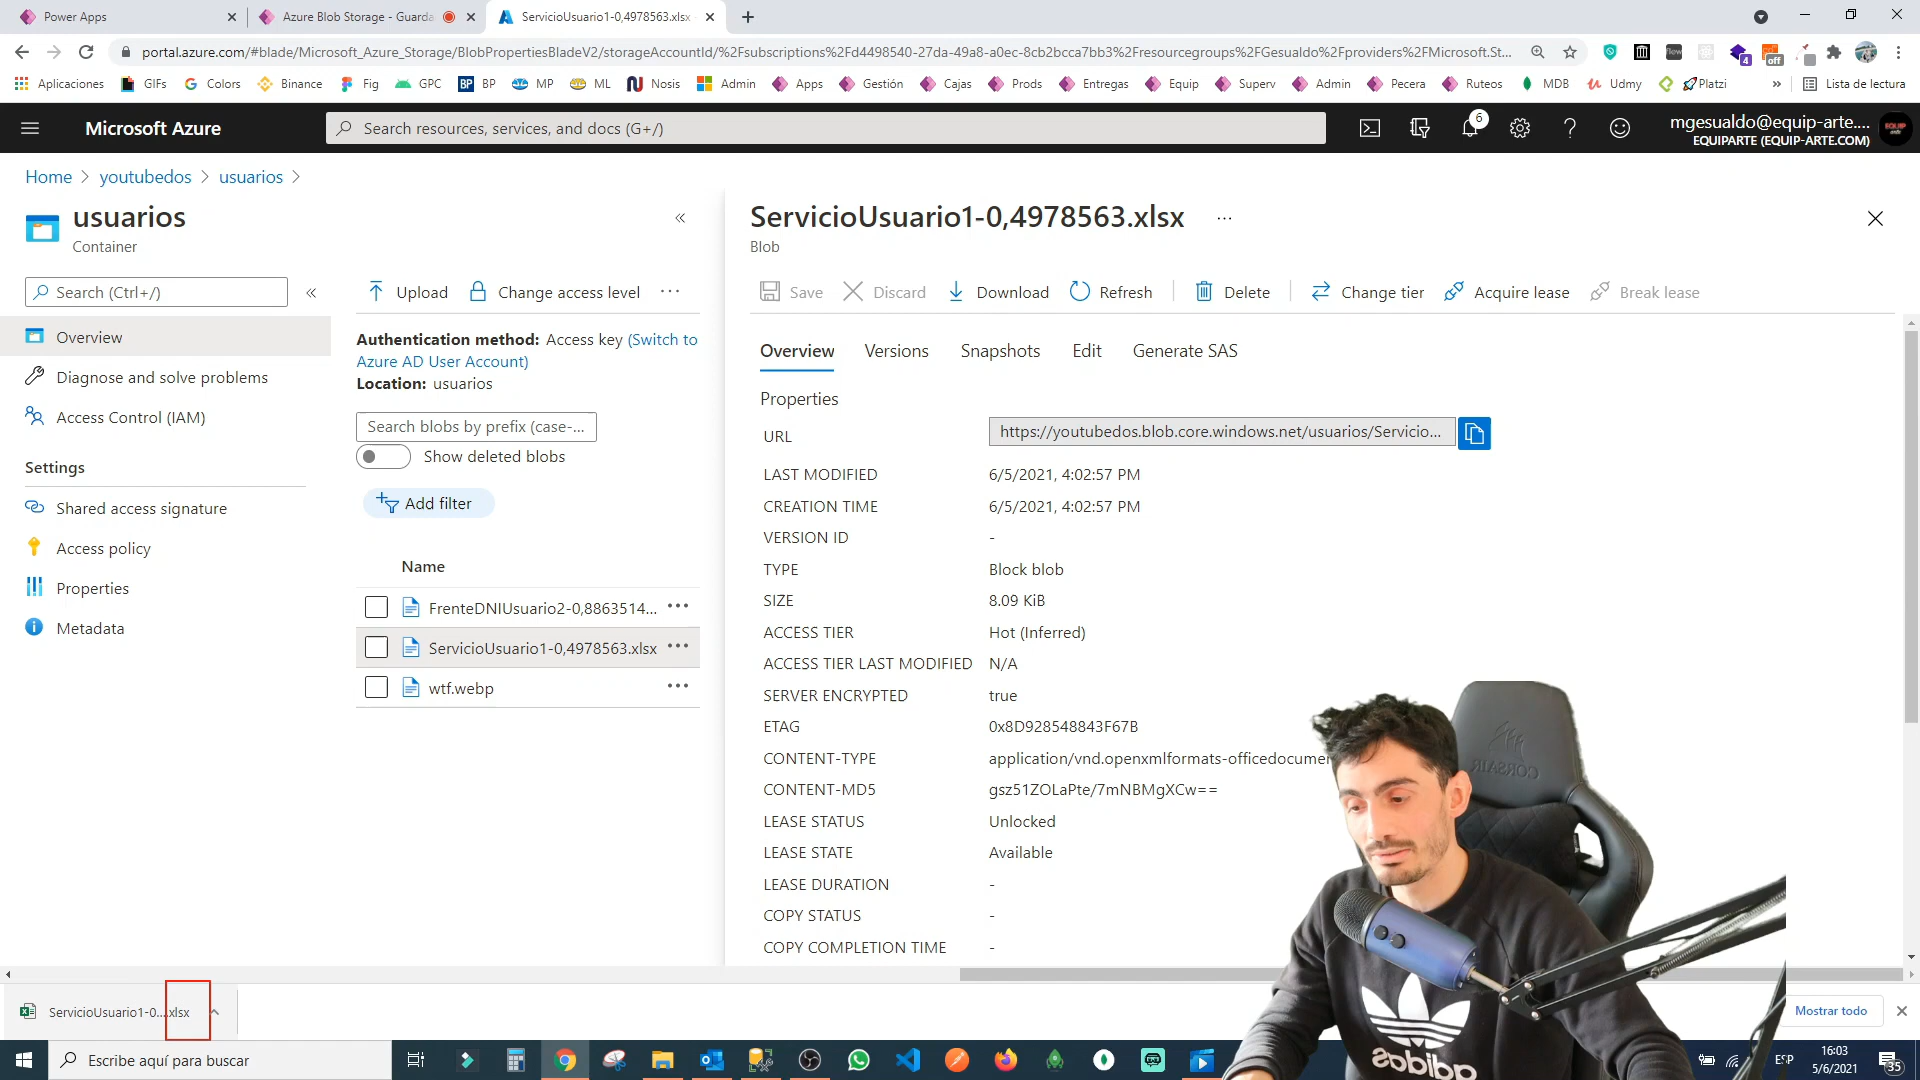 Power Apps
Azure Blob Storage - Guarda
ServicioUsuario1-0,4978563.xlsx
portal.azure.com/#blade/Microsoft_Azure_Storage/BlobPropertiesBladeV2/storageAccountId/%2Fsubscriptions%2Fd4498540-27da-49a8-a0ec-8cb2bcca7bb3%2Fresourcegroups%2FGesualdo%2Fproviders%2FMicrosoft.St...
Aplicaciones GIFs Colors Binance Fig GPC BP MP ML Nosis Admin Apps Gestión Cajas Prods Entregas Equip Superv Admin Pecera Ruteos MDB Udmy Platzi » Lista de lectura
4
off
Microsoft Azure
Search resources, services, and docs (G+/)
6
mgesualdo@equip-arte....
EQUIPARTE (EQUIP-ARTE.COM)
Home > youtubedos > usuarios >
usuarios
Container
Search (Ctrl+/)
Overview
Diagnose and solve problems
Access Control (IAM)
Settings
Shared access signature
Access policy
Properties
Metadata
Upload Change access level ...
Authentication method: Access key (Switch to
Azure AD User Account)
Location: usuarios
Search blobs by prefix (case-...
Show deleted blobs
Add filter
Name
FrenteDNIUsuario2-0,8863514... ...
ServicioUsuario1-0,4978563.xlsx ...
wtf.webp ...
ServicioUsuario1-0,4978563.xlsx ...
Blob
Save Discard Download Refresh Delete Change tier Acquire lease Break lease
Overview Versions Snapshots Edit Generate SAS
Properties
URL https://youtubedos.blob.core.windows.net/usuarios/Servicio...
LAST MODIFIED 6/5/2021, 4:02:57 PM
CREATION TIME 6/5/2021, 4:02:57 PM
VERSION ID -
TYPE Block blob
SIZE 8.09 KiB
ACCESS TIER Hot (Inferred)
ACCESS TIER LAST MODIFIED N/A
SERVER ENCRYPTED true
ETAG 0x8D928548843F67B
CONTENT-TYPE application/vnd.openxmlformats-officedocumen
CONTENT-MD5 gsz51ZOLaPte/7mNBMgXCw==
LEASE STATUS Unlocked
LEASE STATE Available
LEASE DURATION -
COPY STATUS -
COPY COMPLETION TIME -
CORSAIR
adidas
ServicioUsuario1-0....xlsx
Mostrar todo
Escribe aquí para buscar
ESP
16:03
5/6/2021
35